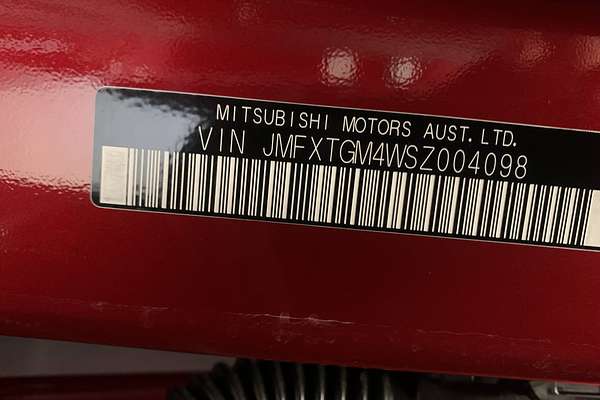 MITSUBISHI MOTORS AUST.LTD.
VIN JMFXTGM4WSZ004098